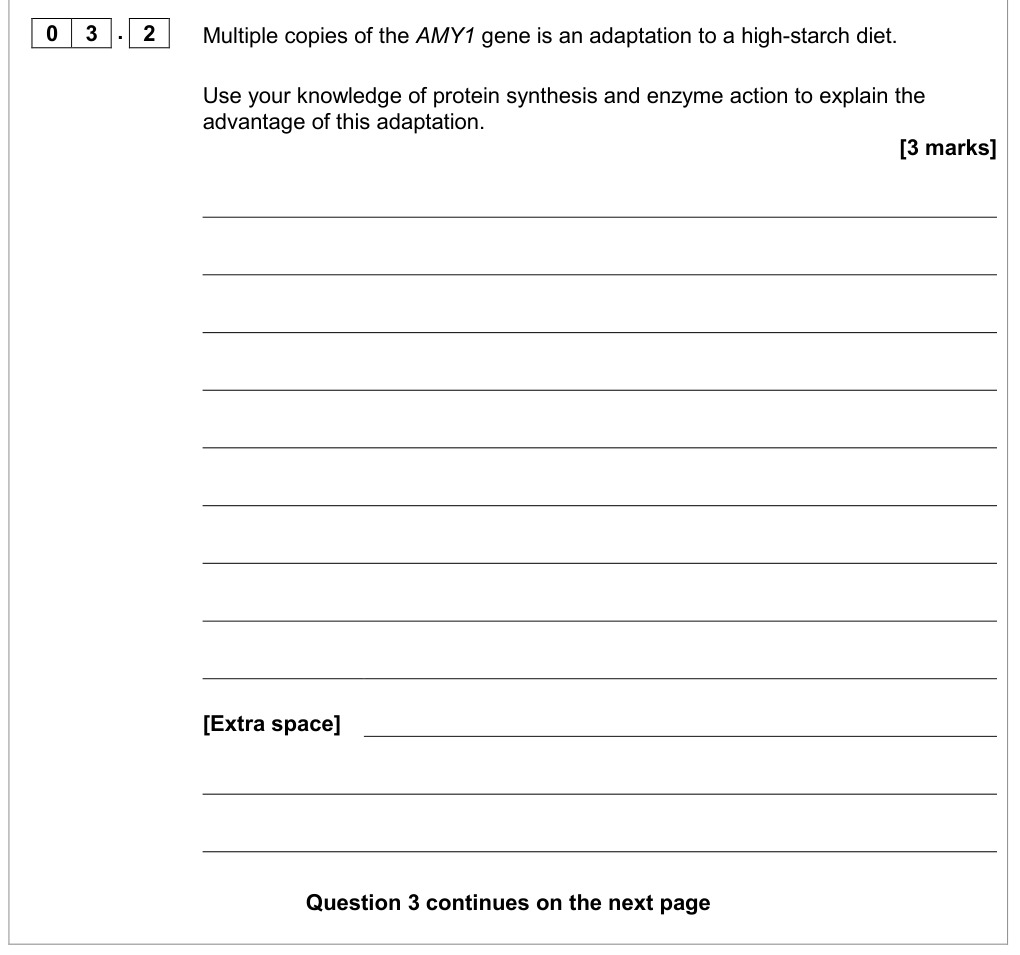 03.2 Multiple copies of the AMY1 gene is an adaptation to a high-starch diet.
Use your knowledge of protein synthesis and enzyme action to explain the
advantage of this adaptation.
[3 marks]
[Extra space]
Question 3 continues on the next page